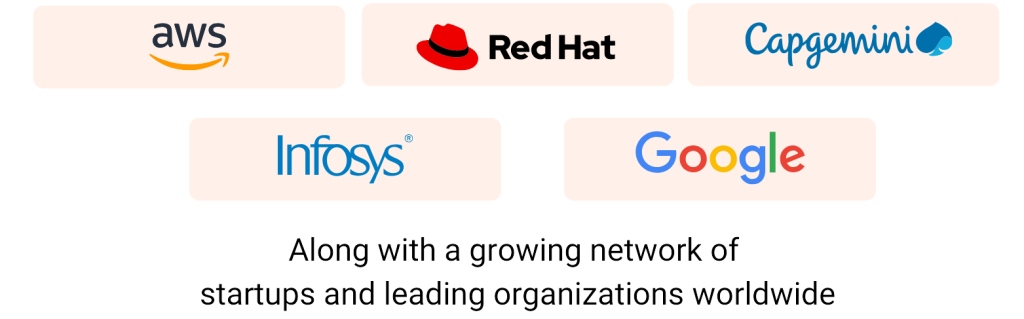 aws
Red Hat
Capgemini
Infosys®
Google
Along with a growing network of
startups and leading organizations worldwide